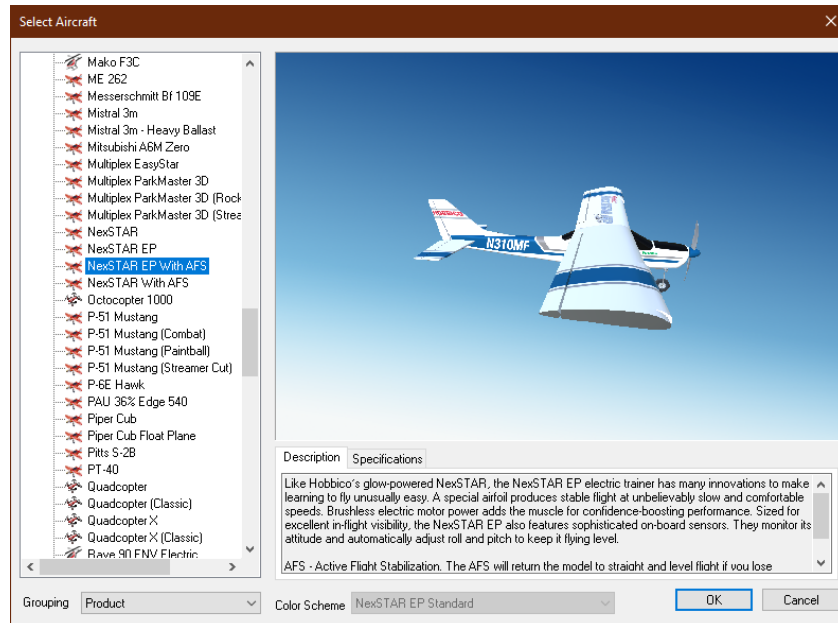 Select Aircraft
Mako F3C
ME 262
Messerschmitt Bf 109E
Mistral 3m
Mistral 3m - Heavy Ballast
Mitsubishi A6M Zero
Multiplex EasyStar
Multiplex ParkMaster 3D
Multiplex ParkMaster 3D (Rock
Multiplex ParkMaster 3D (Strea
NexSTAR
NexSTAR EP
NexSTAR EP With AFS
NexSTAR With AFS
Octocopter 1000
P-51 Mustang
P-51 Mustang (Combat)
P-51 Mustang (Paintball)
P-51 Mustang (Streamer Cut)
P-6E Hawk
PAU 36% Edge 540
Piper Cub
Piper Cub Float Plane
Pitts S-2B
PT-40
Quadcopter
Quadcopter (Classic)
Quadcopter X
Quadcopter X (Classic)
Rave 90 ENV Electric
HOBBICO
N310MF
Description Specifications
Like Hobbico's glow-powered NexSTAR, the NexSTAR EP electric trainer has many innovations to make
learning to fly unusually easy. A special airfoil produces stable flight at unbelievably slow and comfortable
speeds. Brushless electric motor power adds the muscle for confidence-boosting performance. Sized for
excellent in-flight visibility, the NexSTAR EP also features sophisticated on-board sensors. They monitor its
attitude and automatically adjust roll and pitch to keep it flying level.
AFS - Active Flight Stabilization. The AFS will return the model to straight and level flight if you lose
Grouping Product Color Scheme NexSTAR EP Standard OK Cancel